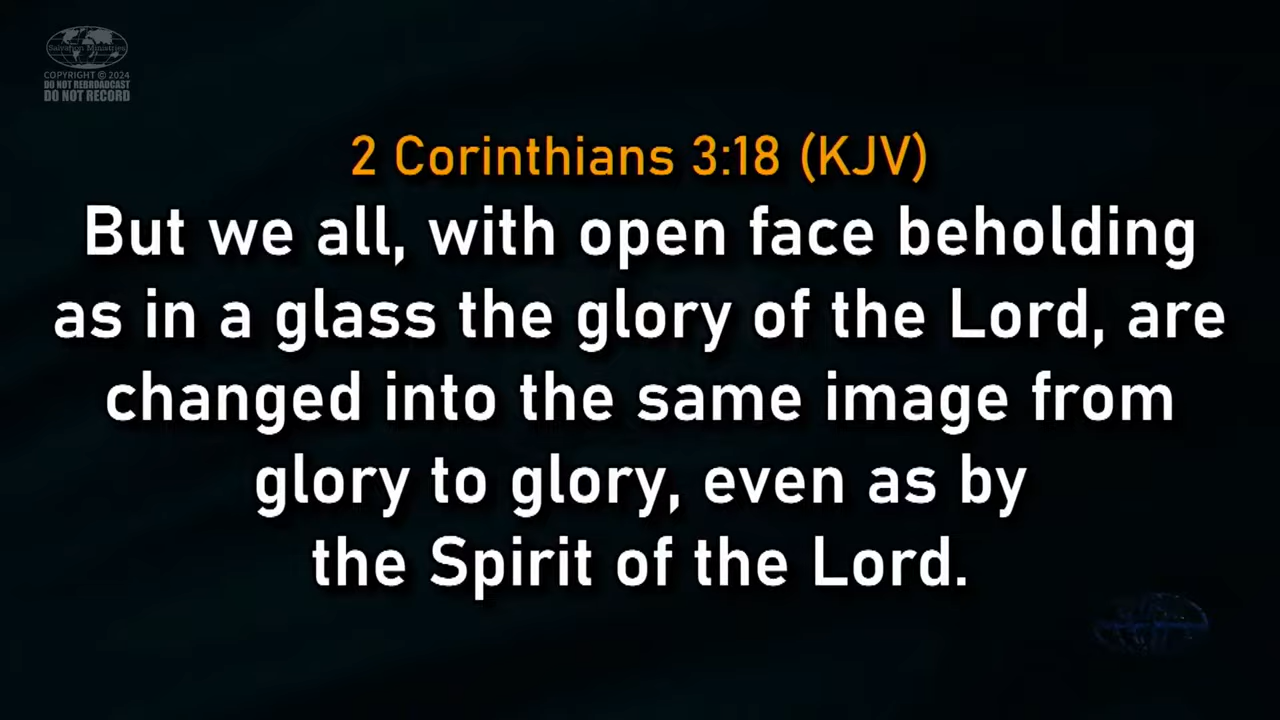 Salvation Ministries
COPYRIGHT © 2024
DO NOT REBROADCAST
DO NOT RECORD
2 Corinthians 3:18 (KJV)
But we all, with open face beholding
as in a glass the glory of the Lord, are
changed into the same image from
glory to glory, even as by
the Spirit of the Lord.